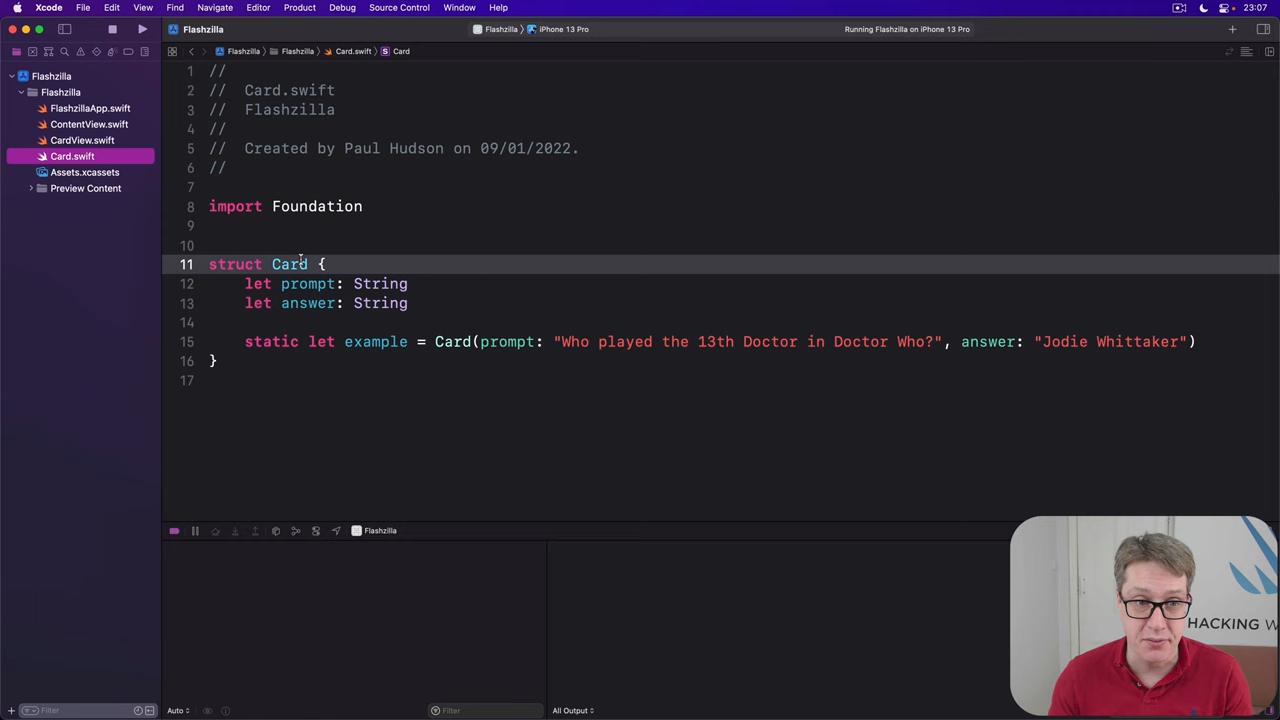 Xcode File Edit View Find Navigate Editor Product Debug Source Control Window Help 23:07
Flashzilla Flashzilla iPhone 13 Pro Running Flashzilla on iPhone 13 Pro
Flashzilla Flashzilla Card.swift S Card
Flashzilla
Flashzilla
FlashzillaApp.swift
ContentView.swift
CardView.swift
Card.swift
Assets.xcassets
Preview Content
1 //
2 // Card.swift
3 // Flashzilla
4 //
5 // Created by Paul Hudson on 09/01/2022.
6 //
7
8 import Foundation
9
10
11 struct Card {
12 let prompt: String
13 let answer: String
14
15 static let example = Card(prompt: "Who played the 13th Doctor in Doctor Who?", answer: "Jodie Whittaker")
16 }
17
Flashzilla
HACKING W
Filter Auto Filter All Output